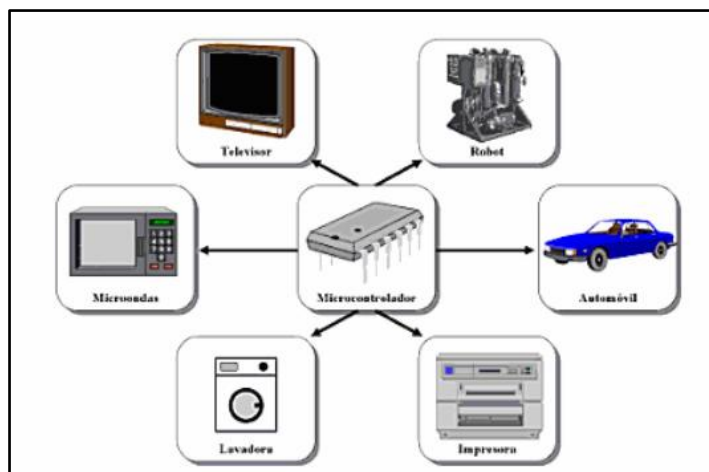 Televisor
Robot
Microondas
Microcontrolador
Automóvil
Lavadora
Impresora